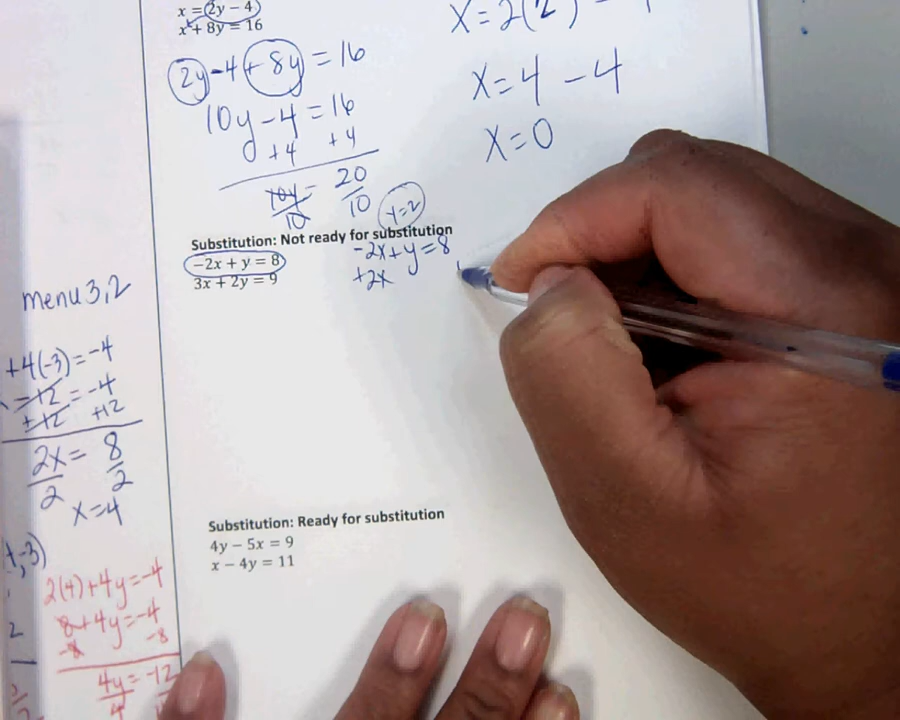 x = 2y − 4
x + 8y = 16
2y-4+8y=16
10y-4=16
+4 +4
10y = 20
10 10
y=2
x=2(2) -
x=4-4
x=0
Substitution: Not ready for substitution
−2x + y = 8
3x + 2y = 9
-2x+y=8
+2x
Substitution: Ready for substitution
4y − 5x = 9
x − 4y = 11
menu 3,2
+4(-3)=-4
-12 = -4
+12 +12
2x = 8
2 2
x=4
,-3)
2(4)+4y=-4
8+4y=-4
-8 -8
4y=-12
4
2